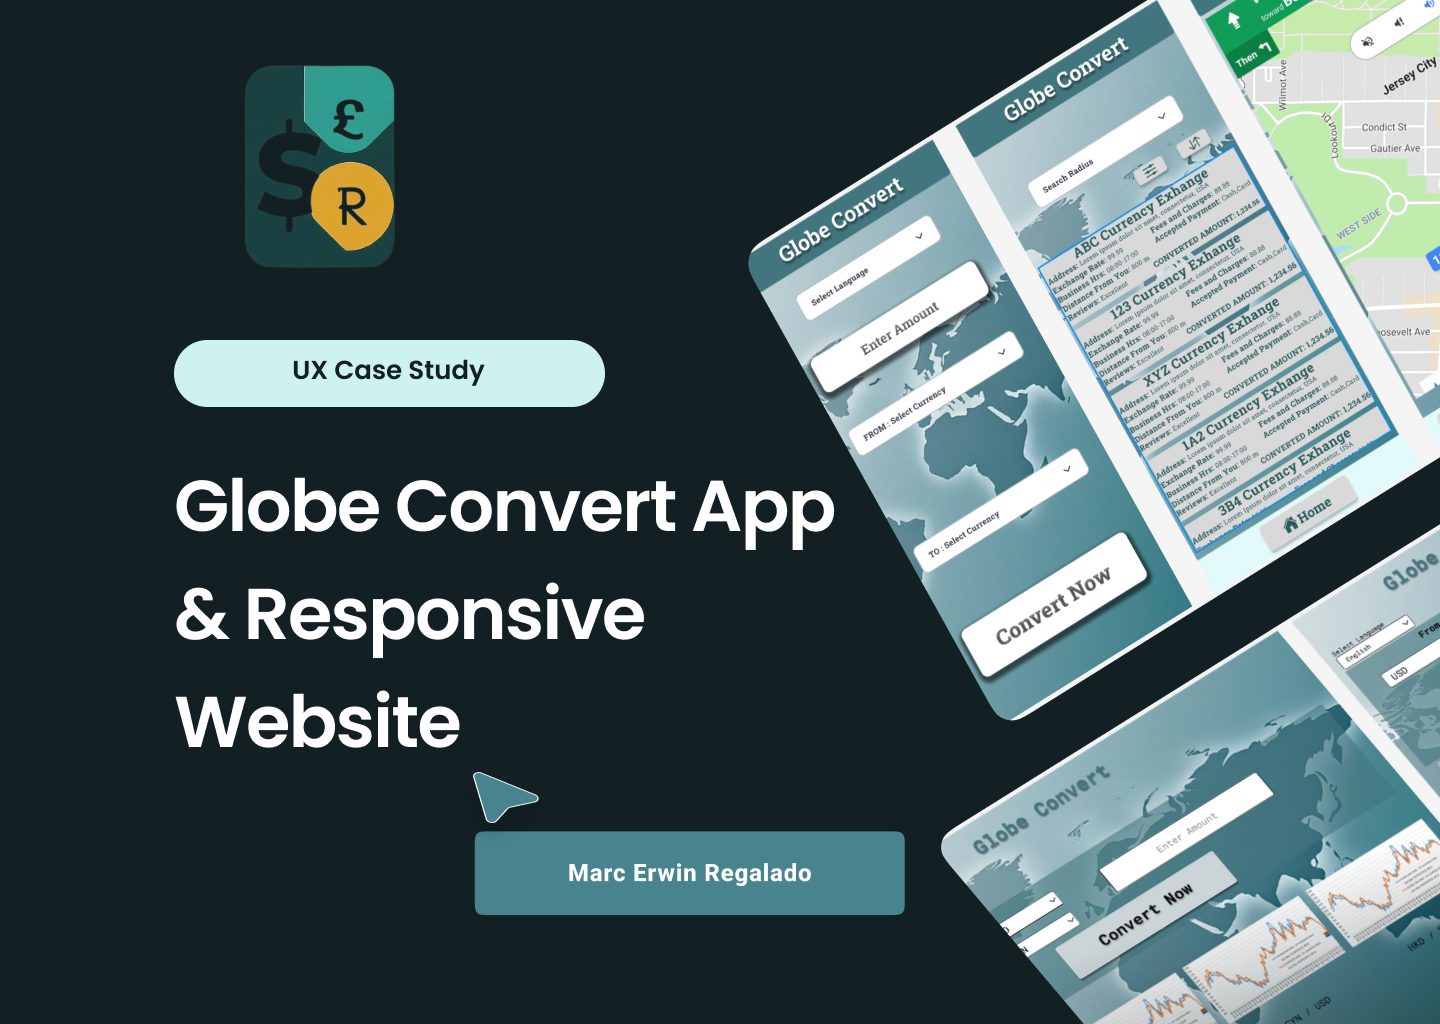 $
£
R
UX Case Study
Globe Convert App
& Responsive
Website
Marc Erwin Regalado
Globe Convert
Select Language
Enter Amount
FROM : Select Currency
TO : Select Currency
Convert Now
Globe Convert
Search Radius
ABC Currency Exhange
Address: Lorem ipsum dolor sit amet, consectetur, USA
Exchange Rate: 99.99
Fees and Charges: 88.88
Business Hrs: 08:00-17:00
Accepted Payment: Cash,Card
Distance From You: 800 m
Reviews: Excellent
CONVERTED AMOUNT: 1,234.56
123 Currency Exhange
Address: Lorem ipsum dolor sit amet, consectetur, USA
Exchange Rate: 99.99
Fees and Charges: 88.88
Business Hrs: 08:00-17:00
Accepted Payment: Cash,Card
Distance From You: 800 m
Reviews: Excellent
CONVERTED AMOUNT: 1,234.56
XYZ Currency Exhange
Address: Lorem ipsum dolor sit amet, consectetur, USA
Exchange Rate: 99.99
Fees and Charges: 88.88
Business Hrs: 08:00-17:00
Accepted Payment: Cash,Card
Distance From You: 800 m
Reviews: Excellent
CONVERTED AMOUNT: 1,234.56
1A2 Currency Exhange
Address: Lorem ipsum dolor sit amet, consectetur, USA
Exchange Rate: 99.99
Fees and Charges: 88.88
Business Hrs: 08:00-17:00
Accepted Payment: Cash,Card
Distance From You: 800 m
Reviews: Excellent
CONVERTED AMOUNT: 1,234.56
3B4 Currency Exhange
Address: Lorem ipsum dolor sit amet, consectetur, USA
Home
toward
Then
Wilmot Ave
Lookout Dr
Jersey City
Condict St
Gautier Ave
WEST SIDE
oosevelt Ave
Globe Convert
Enter Amount
Convert Now
HKD /
/ USD
Globe
Select Language
English
From
USD